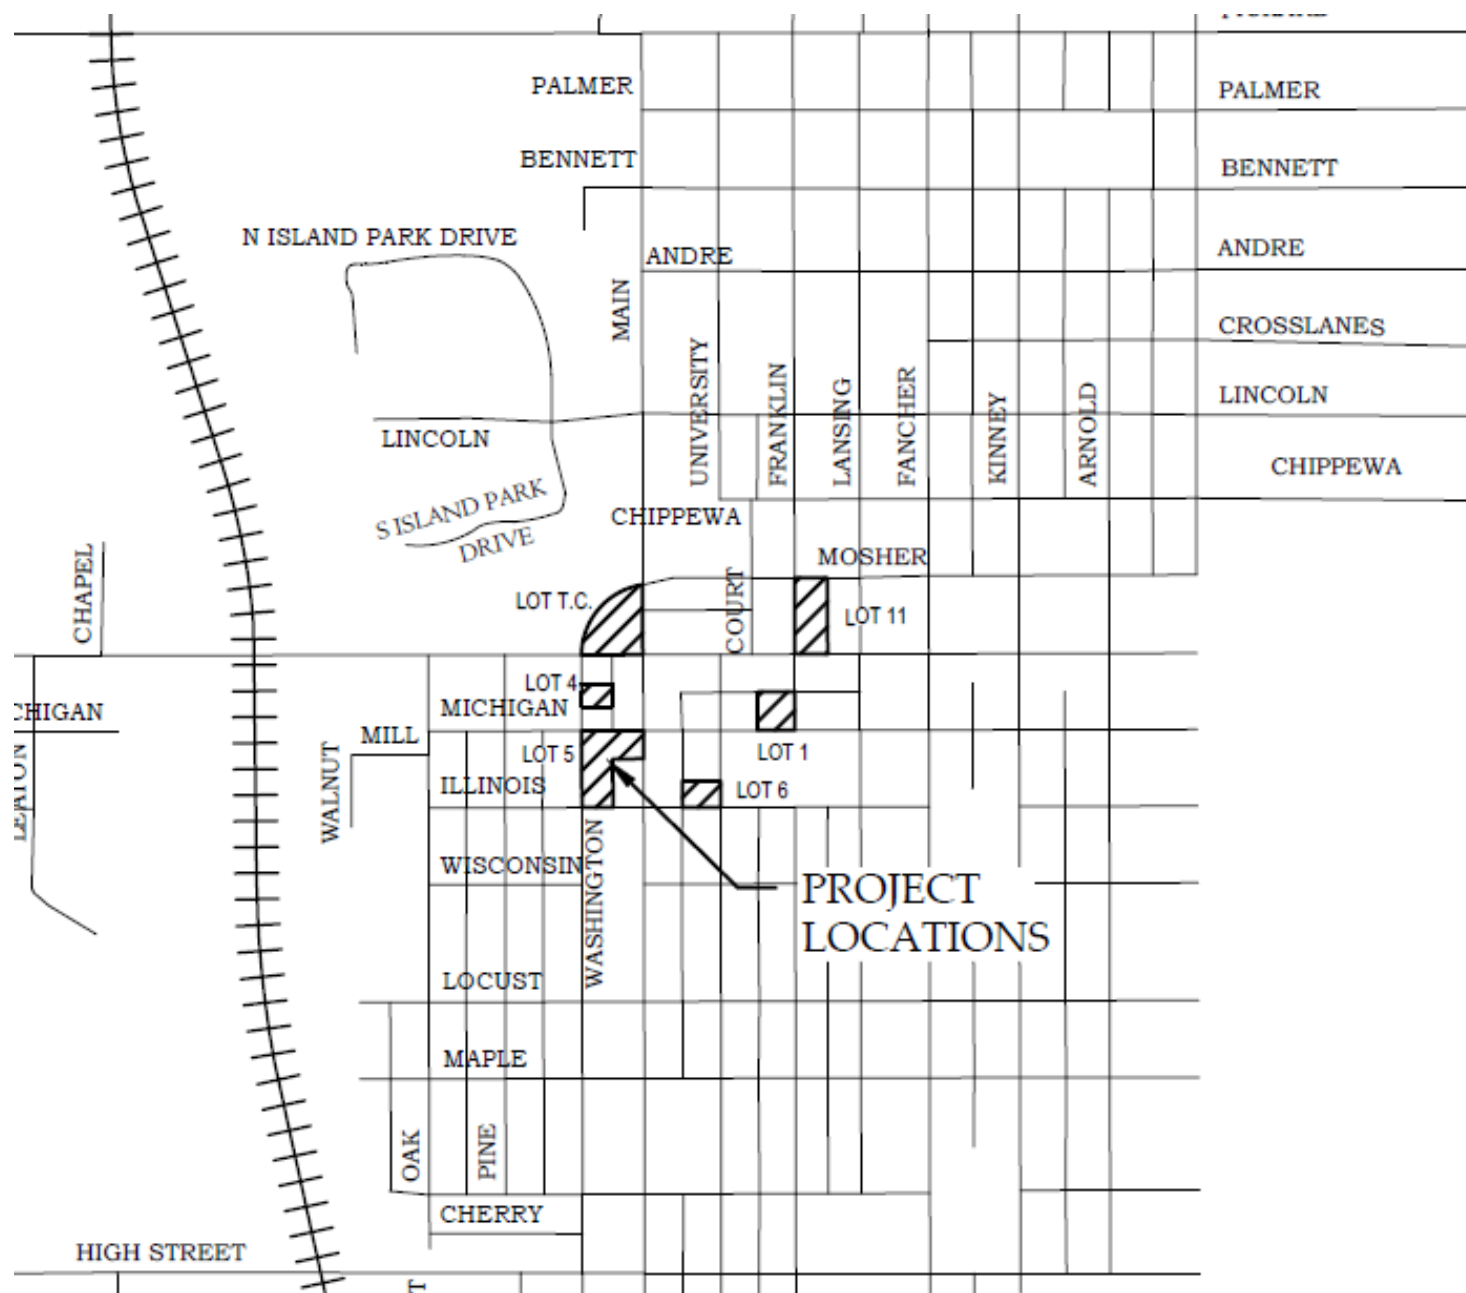 PALMER
PALMER
BENNETT
BENNETT
N ISLAND PARK DRIVE
ANDRE
ANDRE
MAIN
CROSSLANES
UNIVERSITY
FRANKLIN
LANSING
FANCHER
KINNEY
ARNOLD
LINCOLN
LINCOLN
CHIPPEWA
S ISLAND PARK
DRIVE
CHIPPEWA
CHAPEL
MOSHER
COURT
LOT T.C.
LOT 11
LOT 4
MICHIGAN
CHIGAN
MILL
LOT 5
LOT 1
WALNUT
LEATON
ILLINOIS
LOT 6
WISCONSIN
WASHINGTON
PROJECT
LOCATIONS
LOCUST
MAPLE
OAK
PINE
CHERRY
HIGH STREET
T